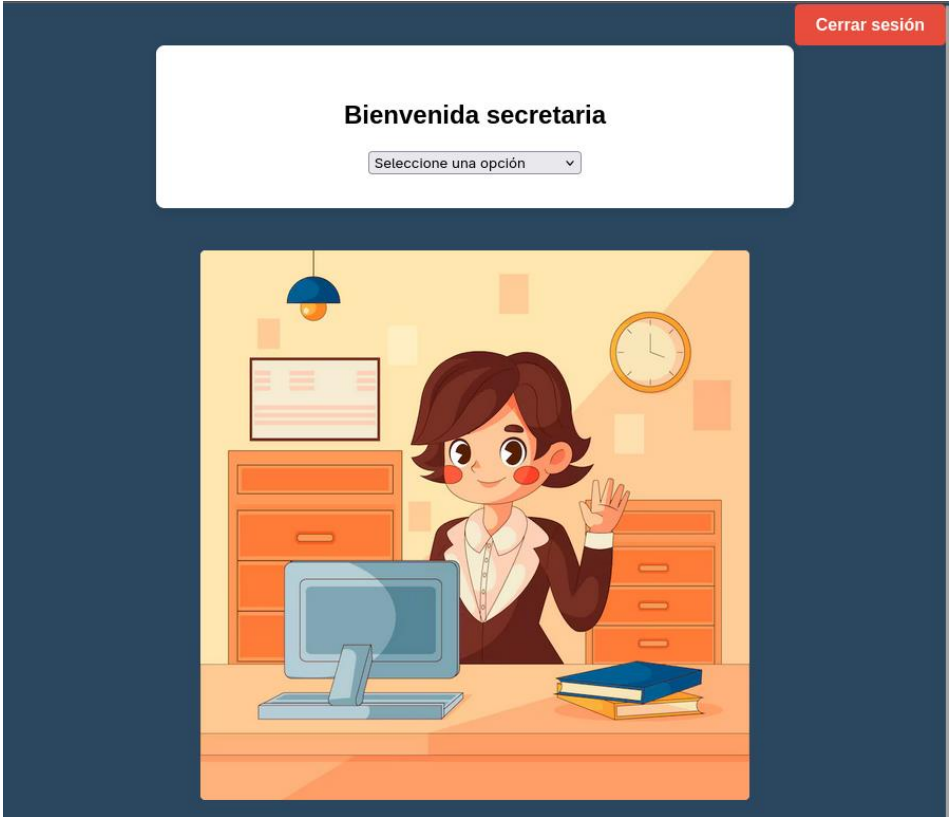 Cerrar sesión
Bienvenida secretaria
Seleccione una opción